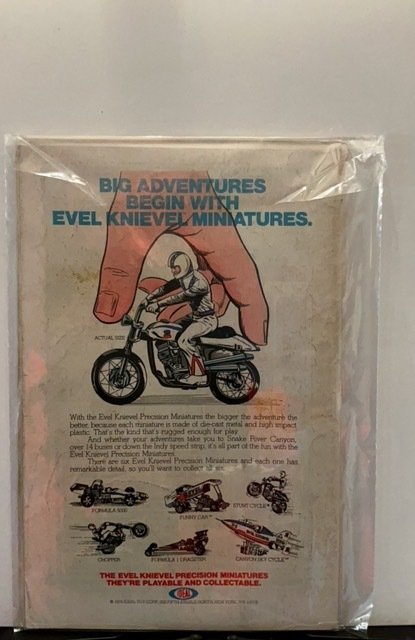 BIG ADVENTURES
BEGIN WITH
EVEL KNIEVEL MINIATURES.
ACTUAL SIZE
With the Evel Knievel Precision Miniatures the bigger the adventure the
better, because each miniature is made of die-cast metal and high impact
plastic. That's the kind that's rugged enough for play.
And whether your adventures take you to Snake River Canyon,
over 14 buses or down the Indy speed strip, it's all part of the fun with the
Evel Knievel Precision Miniatures.
There are six Evel Knievel Precision Miniatures and each one has
remarkable detail, so you'll want to collect all six.
FORMULA 5000
FUNNY CAR
STUNT CYCLE
CHOPPER
FORMULA 1 DRAGSTER
CANYON SKY CYCLE
THE EVEL KNIEVEL PRECISION MINIATURES
THEY'RE PLAYABLE AND COLLECTABLE.
IDEAL